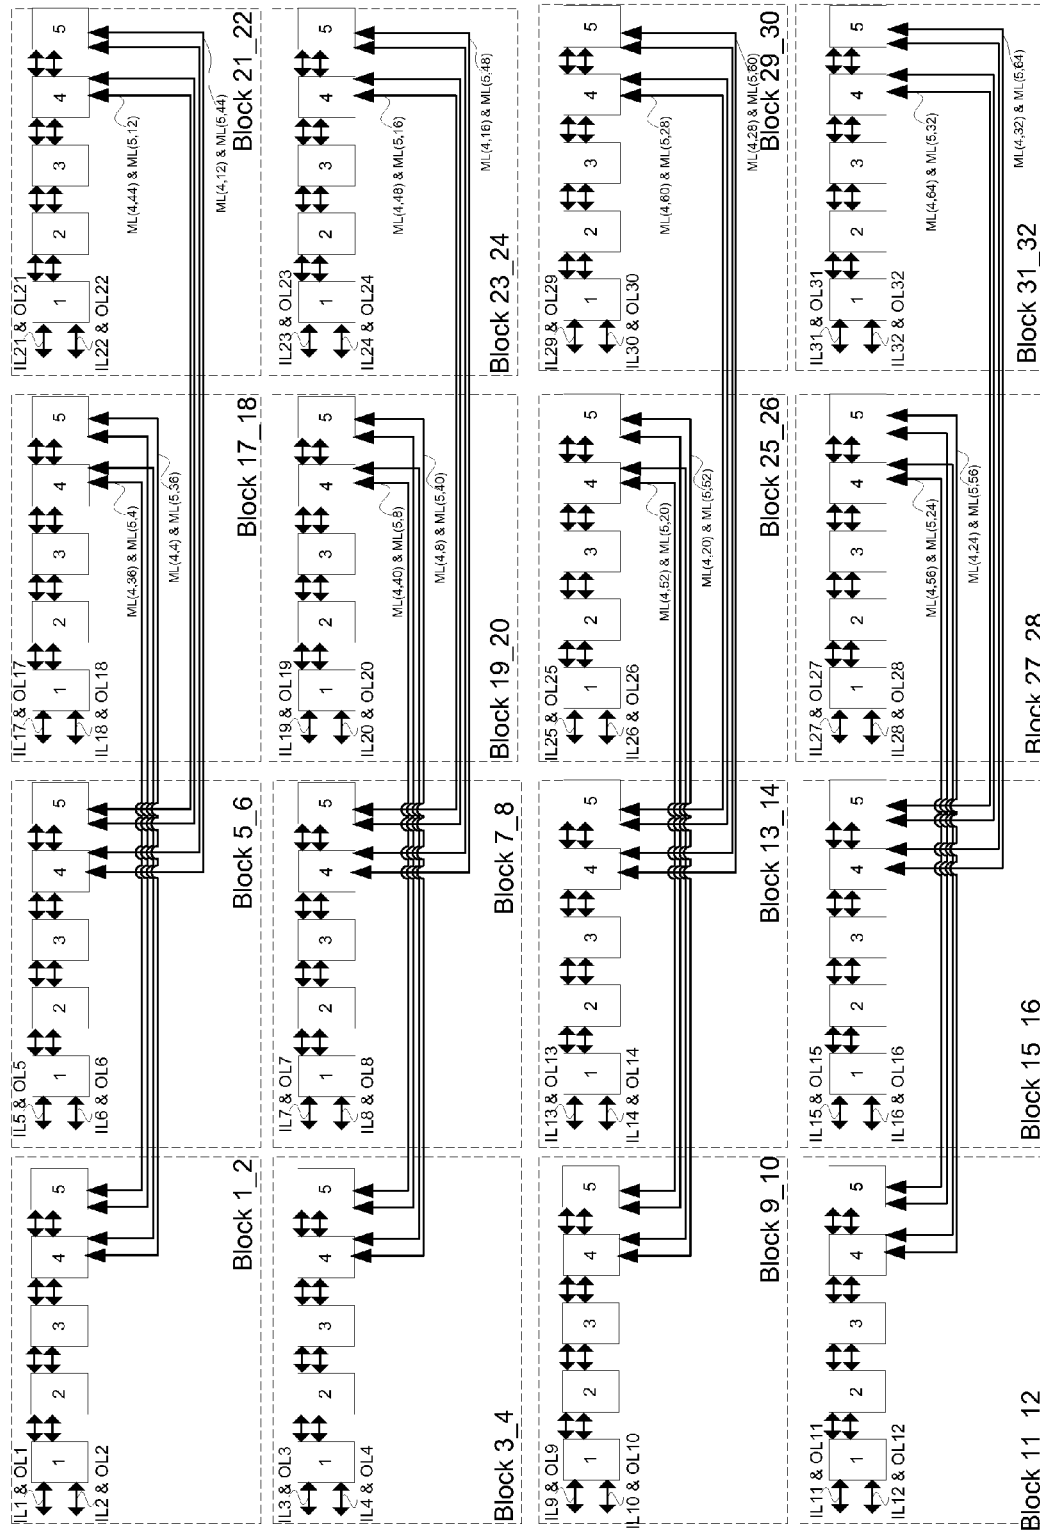 IL1 & OL1
1 2 3 4 5
IL2 & OL2
Block 1_2
IL5 & OL5
1 2 3 4 5
IL6 & OL6
Block 5_6
IL17 & OL17
1 2 3 4 5
IL18 & OL18
ML(4,36) & ML(5,4)
ML(4,4) & ML(5,36)
Block 17_18
IL21 & OL21
1 2 3 4 5
IL22 & OL22
ML(4,44) & ML(5,12)
ML(4,12) & ML(5,44)
Block 21_22
IL3 & OL3
1 2 3 4 5
IL4 & OL4
Block 3_4
IL7 & OL7
1 2 3 4 5
IL8 & OL8
Block 7_8
IL19 & OL19
1 2 3 4 5
IL20 & OL20
ML(4,40) & ML(5,8)
ML(4,8) & ML(5,40)
Block 19_20
IL23 & OL23
1 2 3 4 5
IL24 & OL24
ML(4,48) & ML(5,16)
ML(4,16) & ML(5,48)
Block 23_24
IL9 & OL9
1 2 3 4 5
IL10 & OL10
Block 9_10
IL13 & OL13
1 2 3 4 5
IL14 & OL14
Block 13_14
IL25 & OL25
1 2 3 4 5
IL26 & OL26
ML(4,52) & ML(5,20)
ML(4,20) & ML(5,52)
Block 25_26
IL29 & OL29
1 2 3 4 5
IL30 & OL30
ML(4,60) & ML(5,28)
ML(4,28) & ML(5,60)
Block 29_30
IL11 & OL11
1 2 3 4 5
IL12 & OL12
Block 11 12
IL15 & OL15
1 2 3 4 5
IL16 & OL16
Block 15 16
IL27 & OL27
1 2 3 4 5
IL28 & OL28
ML(4,56) & ML(5,24)
ML(4,24) & ML(5,56)
Block 27 28
IL31 & OL31
1 2 3 4 5
IL32 & OL32
ML(4,64) & ML(5,32)
ML(4,32) & ML(5,64)
Block 31_32